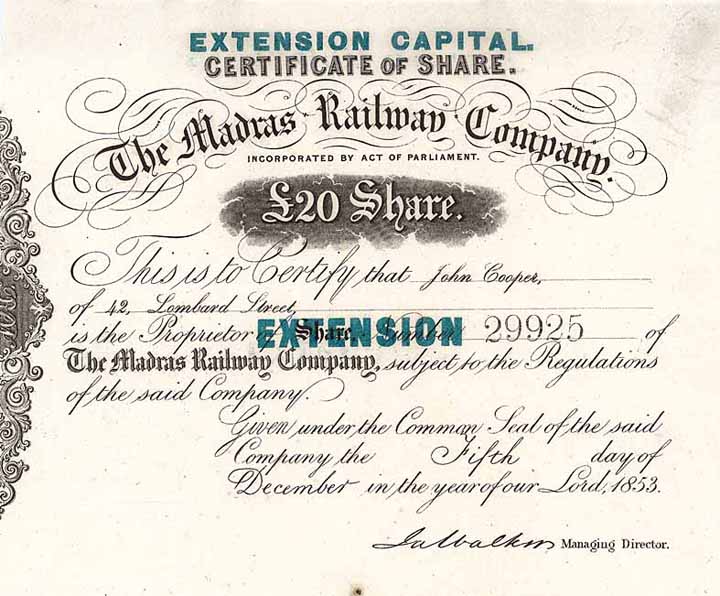 EXTENSION CAPITAL.
CERTIFICATE OF SHARE.
The Madras Railway Company.
INCORPORATED BY ACT OF PARLIAMENT.
£20 Share.
This is to Certify that John Cooper,
of 42, Lombard Street,
is the Proprietor of Share, EXTENSION 29925 of
The Madras Railway Company, subject to the Regulations
of the said Company.
Given under the Common Seal of the said
Company the Fifth day of
December in the year of our Lord, 1853.
Managing Director.